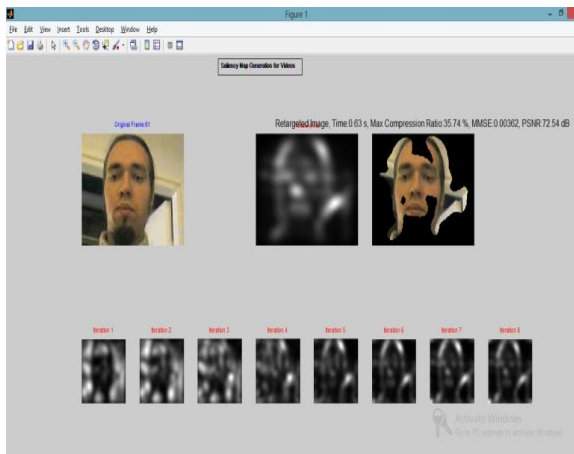 Figure 1
File Edit View Insert Tools Desktop Window Help
Saliency Map Generation for Videos
Original Frame 61
Retargeted Image, Time:0.63 s, Max Compression Ratio:35.74 %, MMSE:0.00362, PSNR:72.54 dB
Iteration 1 Iteration 2 Iteration 3 Iteration 4 Iteration 5 Iteration 6 Iteration 7 Iteration 8
Activate Windows
Go to PC settings to activate Windows.